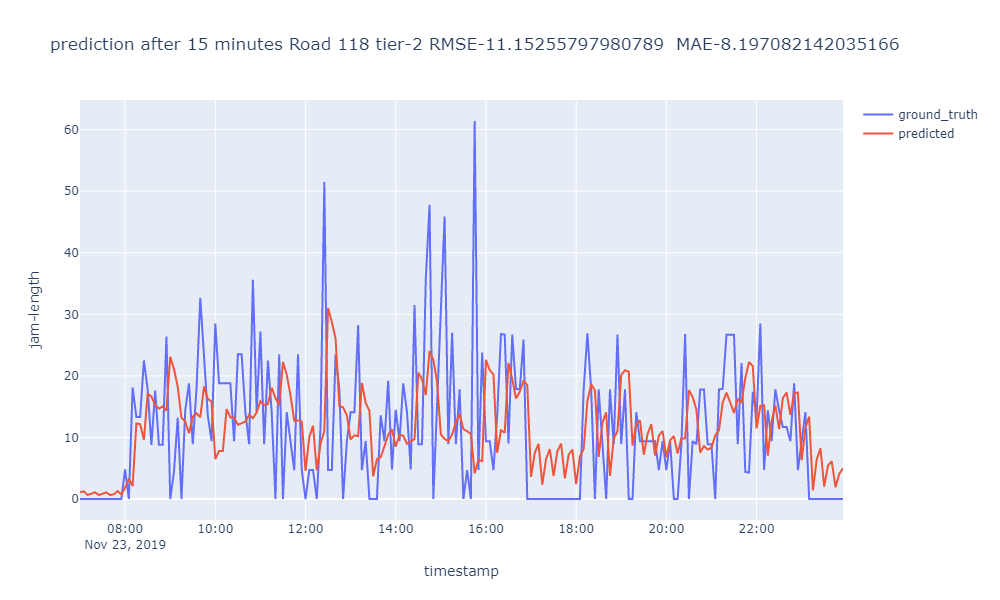 prediction after 15 minutes Road 118 tier-2 RMSE-11.15255797980789  MAE-8.197082142035166
ground_truth
predicted
60
50
40
30
20
10
0
jam-length
08:00 10:00 12:00 14:00 16:00 18:00 20:00 22:00
Nov 23, 2019
timestamp